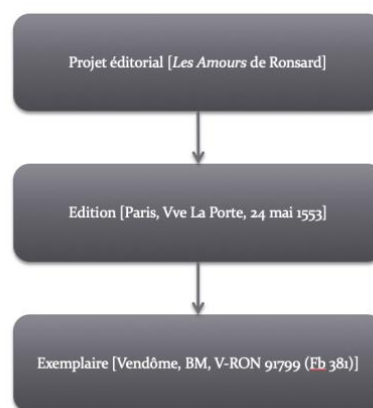 Projet éditorial [Les Amours de Ronsard]
Edition [Paris, Vve La Porte, 24 mai 1553]
Exemplaire [Vendôme, BM, V-RON 91799 (Fb 381)]